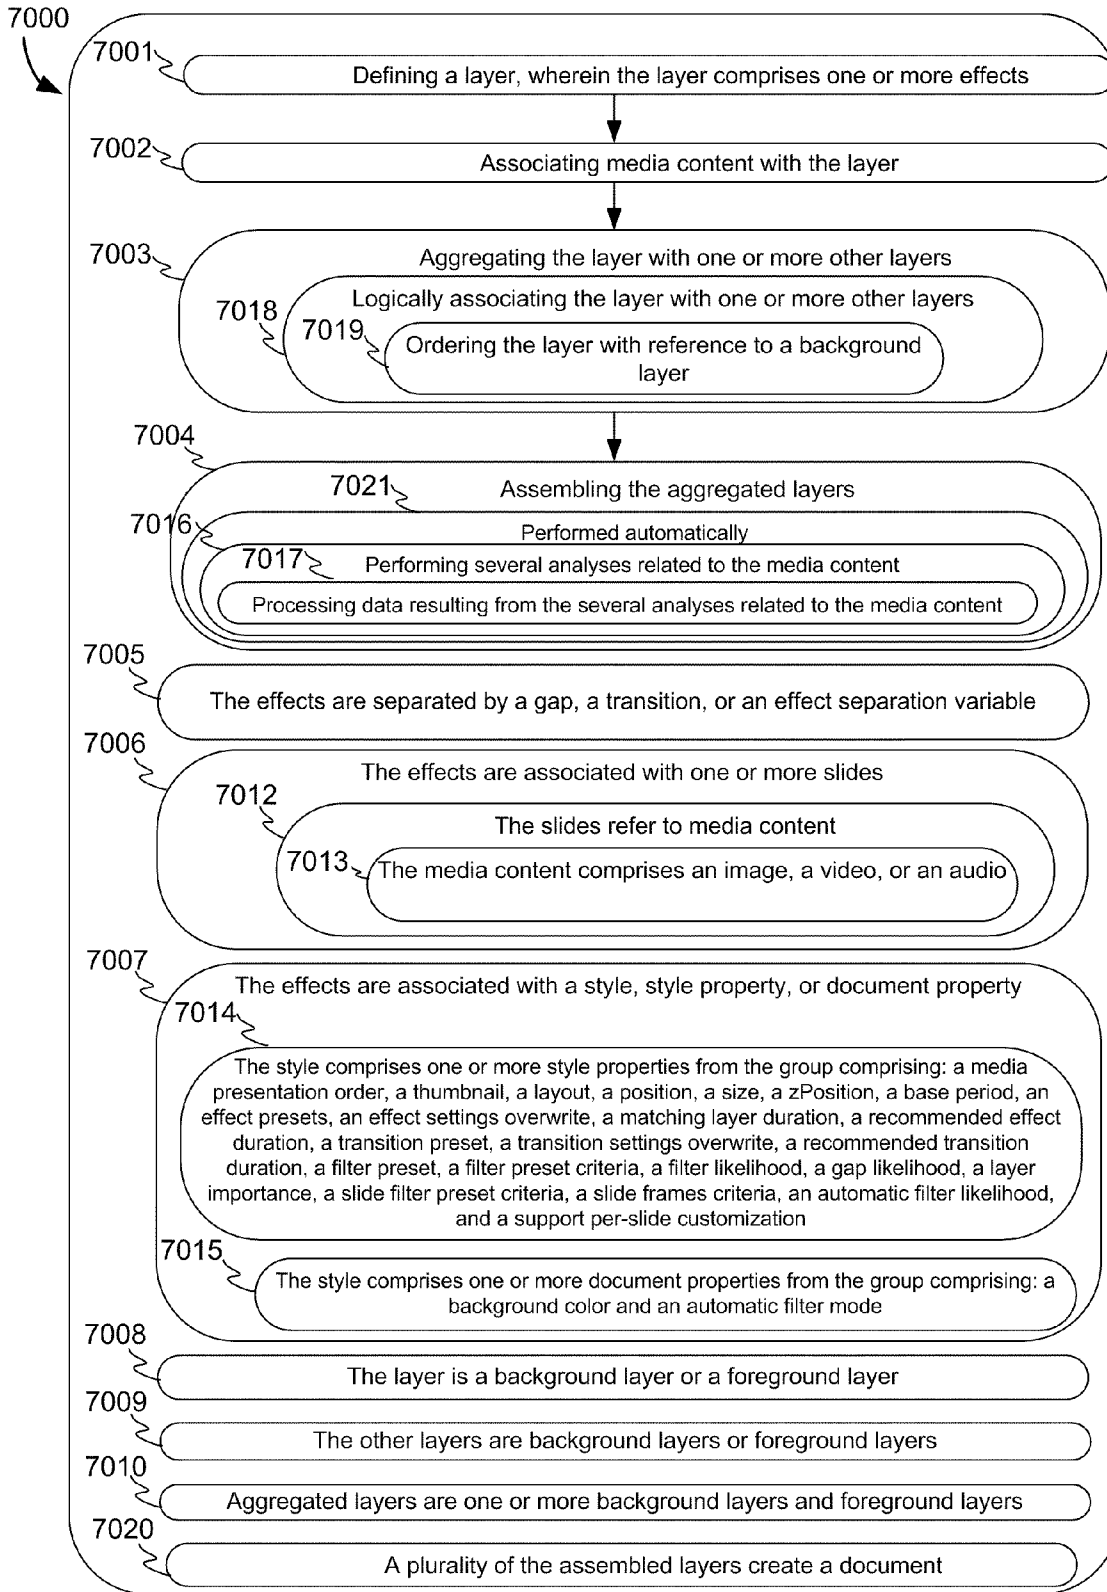 7000
7001
Defining a layer, wherein the layer comprises one or more effects
7002
Associating media content with the layer
7003
Aggregating the layer with one or more other layers
7018
Logically associating the layer with one or more other layers
7019
Ordering the layer with reference to a background
layer
7004
7021
Assembling the aggregated layers
7016
Performed automatically
7017
Performing several analyses related to the media content
Processing data resulting from the several analyses related to the media content
7005
The effects are separated by a gap, a transition, or an effect separation variable
7006
The effects are associated with one or more slides
7012
The slides refer to media content
7013
The media content comprises an image, a video, or an audio
7007
The effects are associated with a style, style property, or document property
7014
The style comprises one or more style properties from the group comprising: a media
presentation order, a thumbnail, a layout, a position, a size, a zPosition, a base period, an
effect presets, an effect settings overwrite, a matching layer duration, a recommended effect
duration, a transition preset, a transition settings overwrite, a recommended transition
duration, a filter preset, a filter preset criteria, a filter likelihood, a gap likelihood, a layer
importance, a slide filter preset criteria, a slide frames criteria, an automatic filter likelihood,
and a support per-slide customization
7015
The style comprises one or more document properties from the group comprising: a
background color and an automatic filter mode
7008
The layer is a background layer or a foreground layer
7009
The other layers are background layers or foreground layers
7010
Aggregated layers are one or more background layers and foreground layers
7020
A plurality of the assembled layers create a document